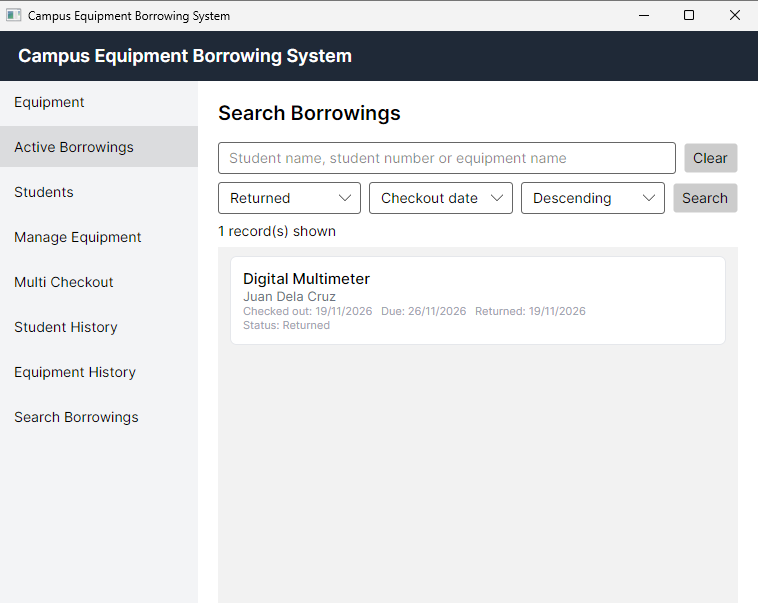 Campus Equipment Borrowing System
Campus Equipment Borrowing System
Equipment
Active Borrowings
Students
Manage Equipment
Multi Checkout
Student History
Equipment History
Search Borrowings
Search Borrowings
Student name, student number or equipment name
Clear
Returned
Checkout date
Descending
Search
1 record(s) shown
Digital Multimeter
Juan Dela Cruz
Checked out: 19/11/2026 Due: 26/11/2026 Returned: 19/11/2026
Status: Returned